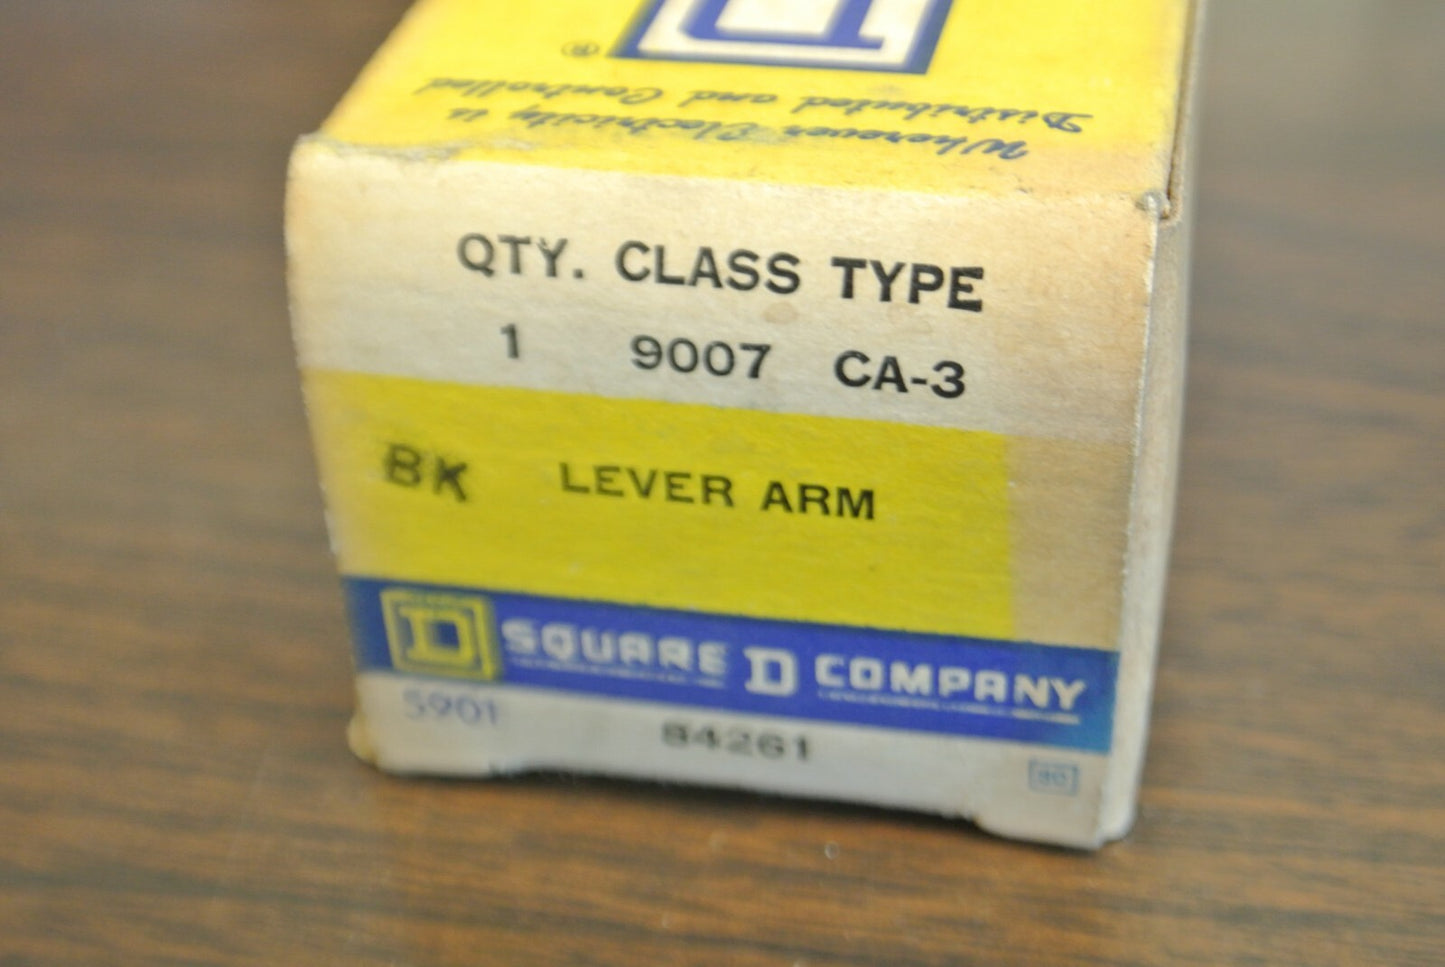 D
®
Wherever Electricity is
Distributed and Controlled
QTY. CLASS TYPE
1 9007 CA-3
BK LEVER ARM
D SQUARE D COMPANY
5901 84261